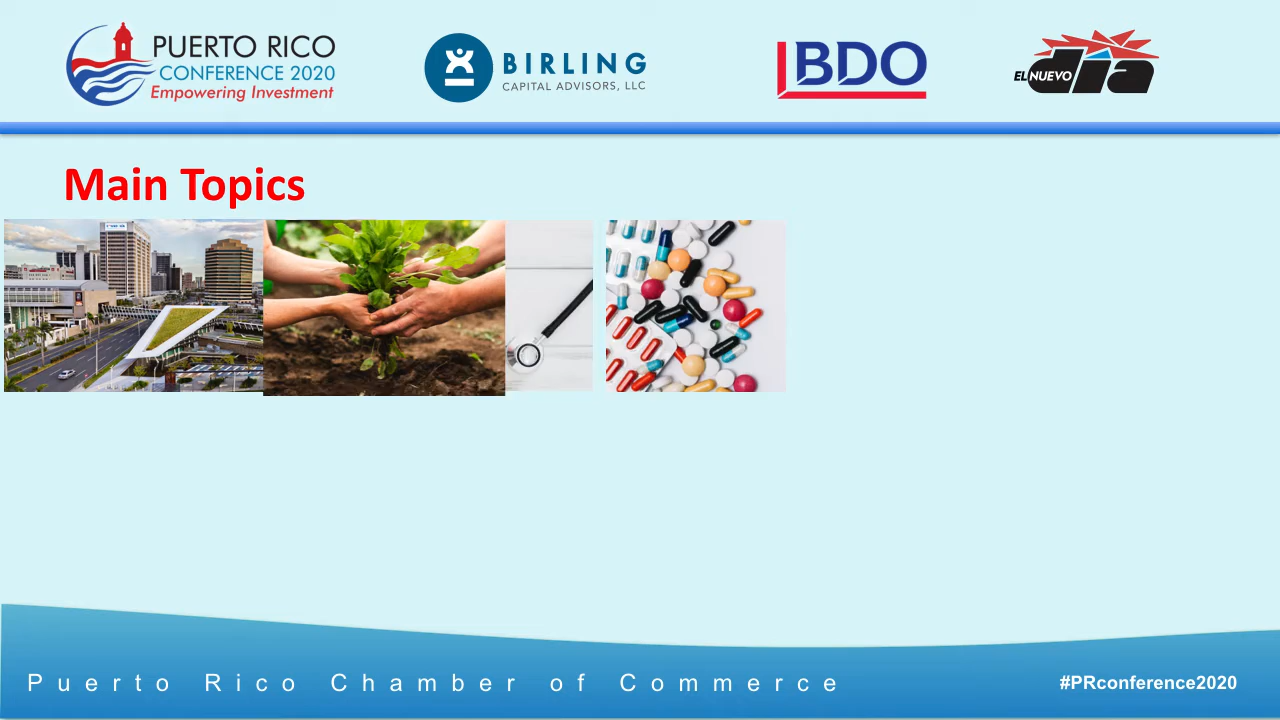 PUERTO RICO
CONFERENCE 2020
Empowering Investment
BIRLING
CAPITAL ADVISORS, LLC
BDO
EL NUEVO día
Main Topics
Puerto Rico Chamber of Commerce
#PRconference2020